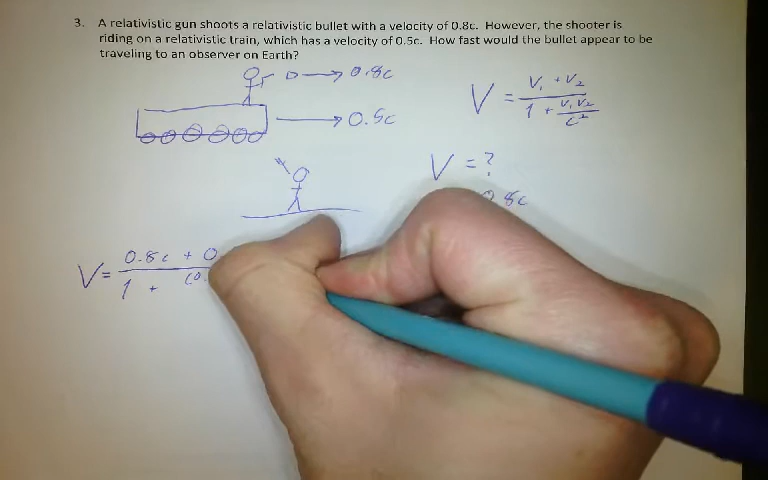 3. A relativistic gun shoots a relativistic bullet with a velocity of 0.8c. However, the shooter is
riding on a relativistic train, which has a velocity of 0.5c. How fast would the bullet appear to be
traveling to an observer on Earth?
→ 0.8c
→ 0.5c
V = V₁ + V₂
1 + V₁V₂
c²
V = ?
8c
V = 0.8c + 0
1 + (0.